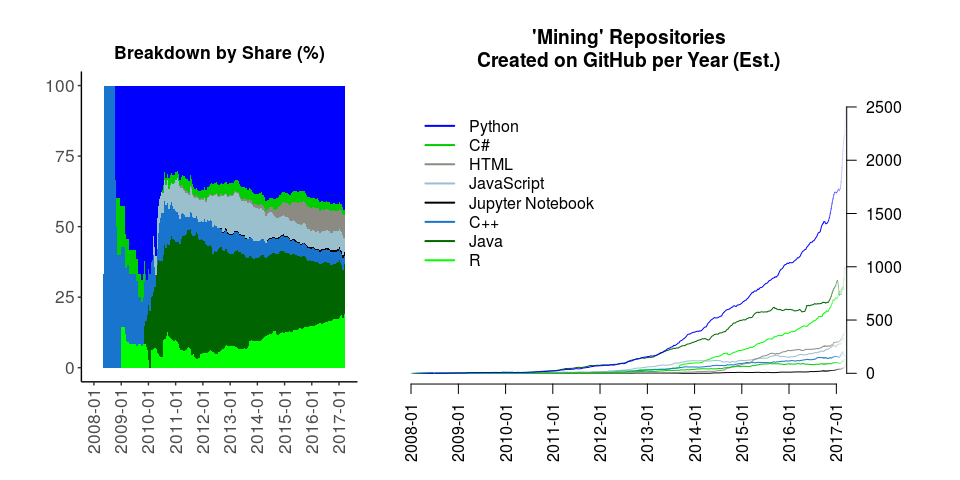 Breakdown by Share (%)
100
75
50
25
0
2008-01
2009-01
2010-01
2011-01
2012-01
2013-01
2014-01
2015-01
2016-01
2017-01
'Mining' Repositories
Created on GitHub per Year (Est.)
Python
C#
HTML
JavaScript
Jupyter Notebook
C++
Java
R
2500
2000
1500
1000
500
0
2008-01
2009-01
2010-01
2011-01
2012-01
2013-01
2014-01
2015-01
2016-01
2017-01